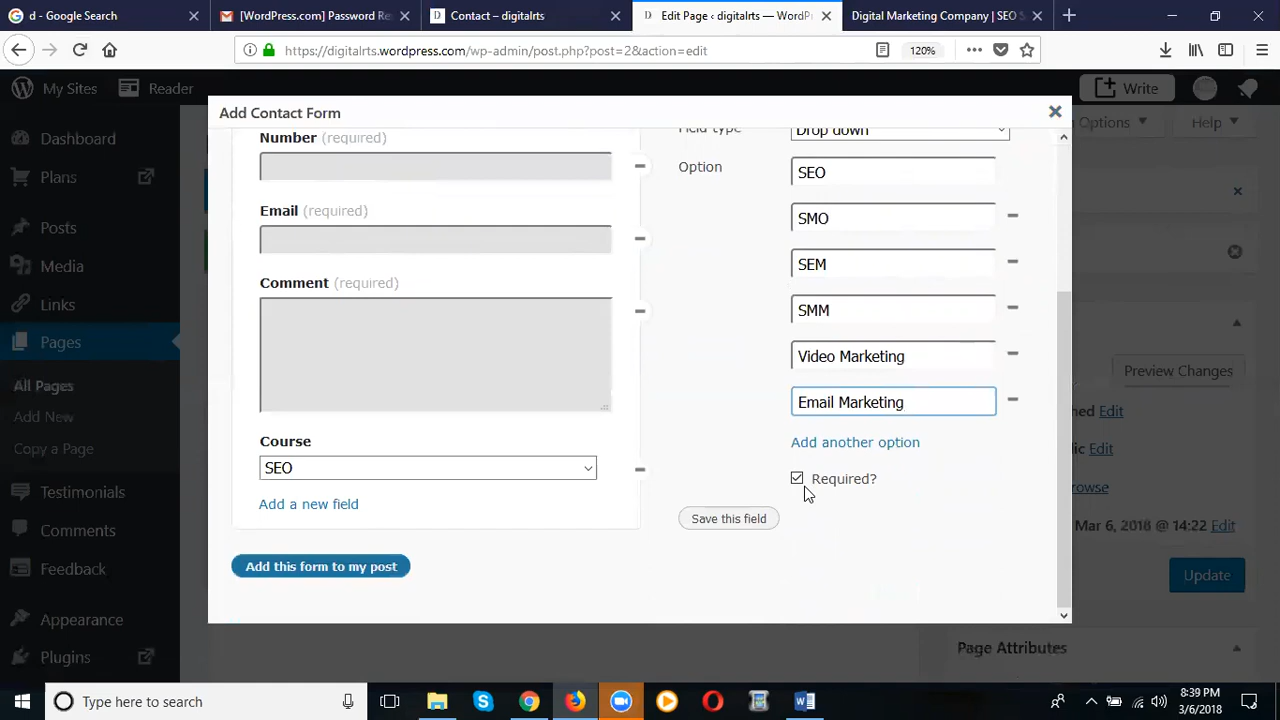 d - Google Search
[WordPress.com] Password Re
Contact – digitalrts
Edit Page ‹ digitalrts — WordPr
Digital Marketing Company | SEO S
https://digitalrts.wordpress.com/wp-admin/post.php?post=2&action=edit
120%
My Sites
Reader
Write
Options
Help
Add Contact Form
Dashboard
Plans
Posts
Media
Links
Pages
All Pages
Add New
Copy a Page
Testimonials
Comments
Feedback
Appearance
Plugins
Number (required)
Email (required)
Comment (required)
Course
SEO
Add a new field
Add this form to my post
Field type
Drop down
Option
SEO
SMO
SEM
SMM
Video Marketing
Email Marketing
Add another option
Required?
Save this field
Preview Changes
Edit
Edit
Mar 6, 2018 @ 14:22 Edit
Update
Page Attributes
Type here to search
8:39 PM
3/6/2018